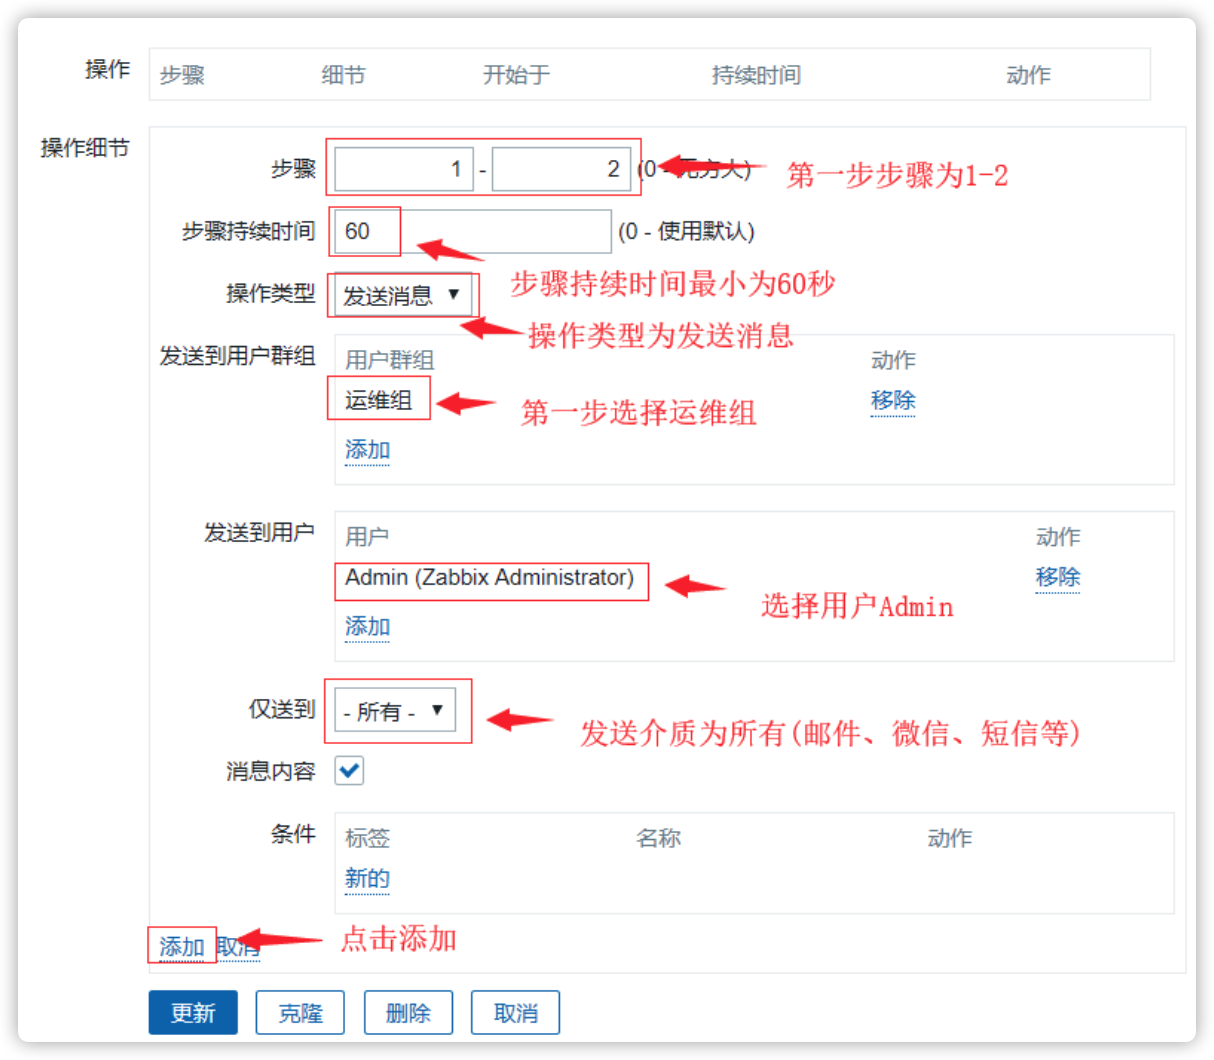 操作 步骤 细节 开始于 持续时间 动作
操作细节
步骤 1 - 2 (0 - 无穷大) 第一步步骤为1-2
步骤持续时间 60 (0 - 使用默认)
步骤持续时间最小为60秒
操作类型 发送消息
操作类型为发送消息
发送到用户群组 用户群组 动作
运维组 移除
第一步选择运维组
添加
发送到用户 用户 动作
Admin (Zabbix Administrator) 移除
选择用户Admin
添加
仅送到 - 所有 -
发送介质为所有(邮件、微信、短信等)
消息内容
条件 标签 名称 动作
新的
添加 取消 点击添加
更新 克隆 删除 取消